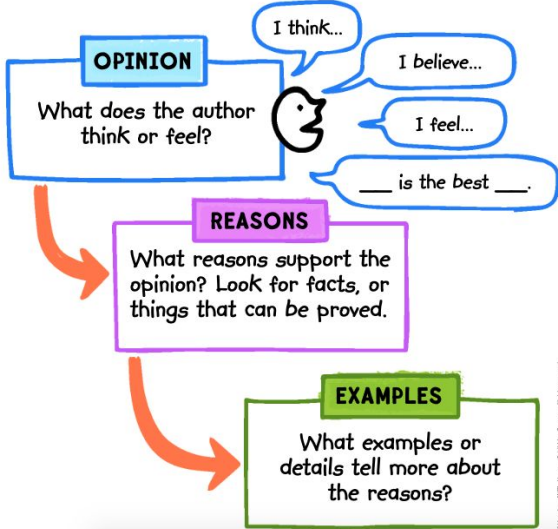 OPINION
What does the author
think or feel?
I think...
I believe...
I feel...
___ is the best ___.
REASONS
What reasons support the
opinion? Look for facts, or
things that can be proved.
EXAMPLES
What examples or
details tell more about
the reasons?